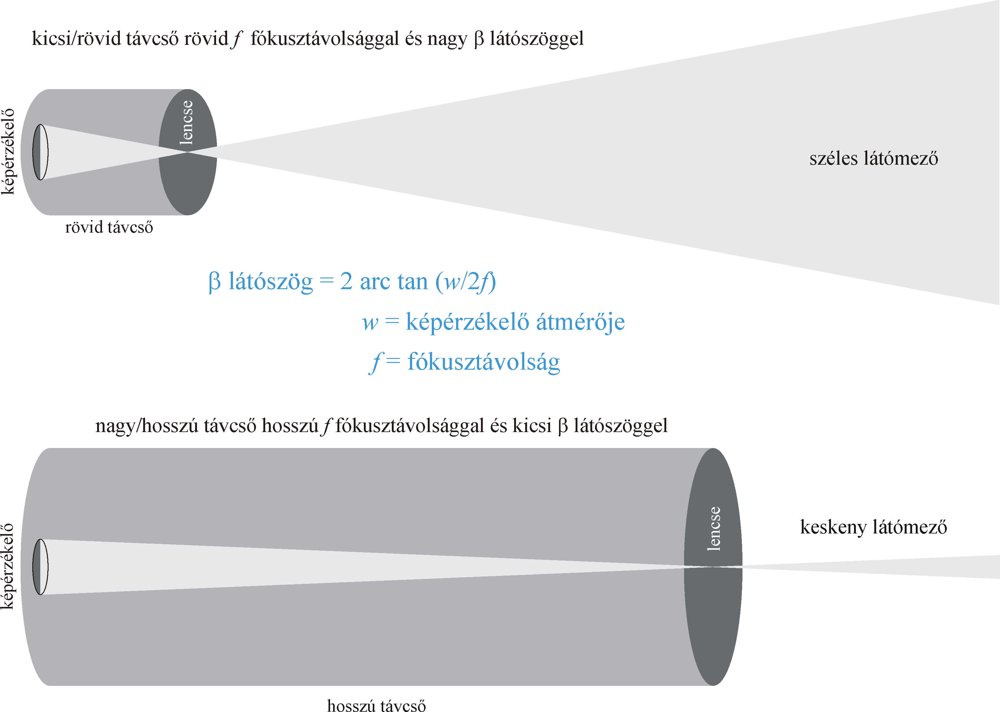 kicsi/rövid távcső rövid f fókusztávolsággal és nagy β látószöggel
képérzékelő
lencse
széles látómező
rövid távcső
β látószög = 2 arc tan (w/2f)
w = képérzékelő átmérője
f = fókusztávolság
nagy/hosszú távcső hosszú f fókusztávolsággal és kicsi β látószöggel
képérzékelő
lencse
keskeny látómező
hosszú távcső